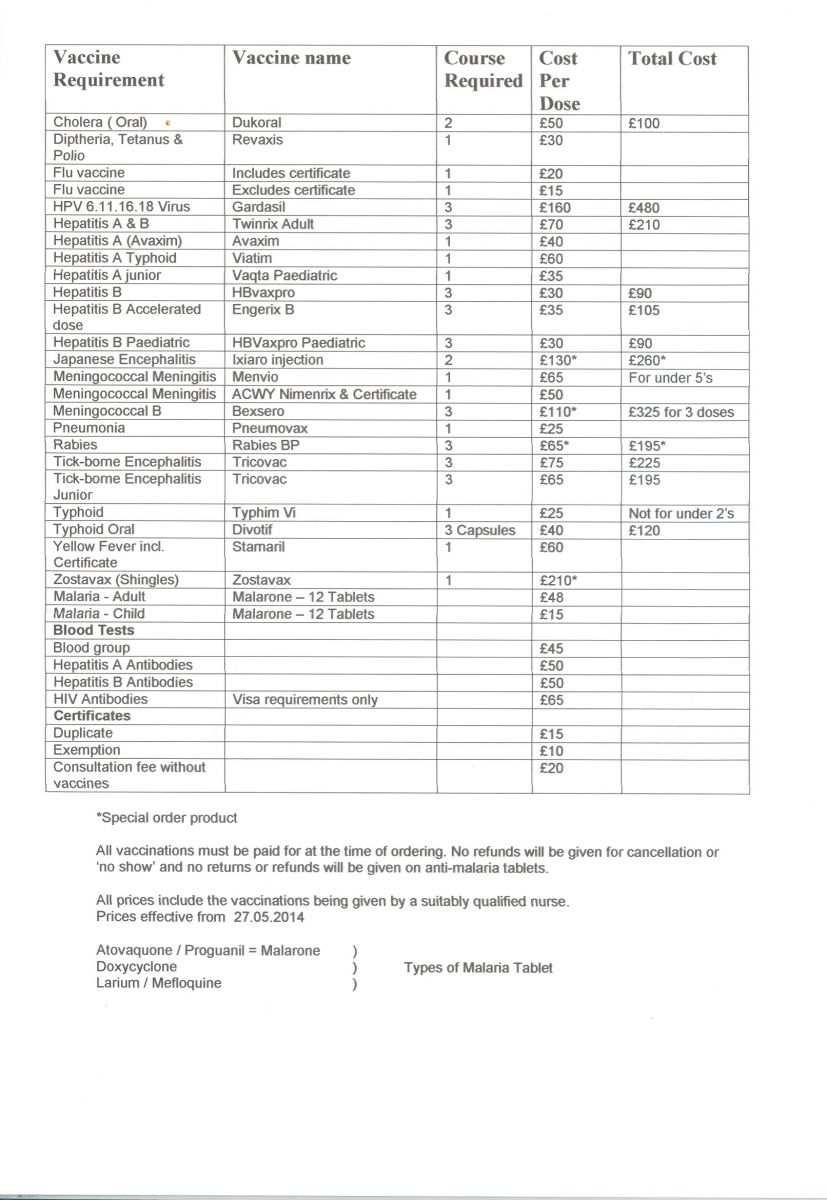 Vaccine Requirement Vaccine name Course Required Cost Per Dose Total Cost
Cholera ( Oral) Dukoral 2 £50 £100
Diptheria, Tetanus & Polio Revaxis 1 £30
Flu vaccine Includes certificate 1 £20
Flu vaccine Excludes certificate 1 £15
HPV 6.11.16.18 Virus Gardasil 3 £160 £480
Hepatitis A & B Twinrix Adult 3 £70 £210
Hepatitis A (Avaxim) Avaxim 1 £40
Hepatitis A Typhoid Viatim 1 £60
Hepatitis A junior Vaqta Paediatric 1 £35
Hepatitis B HBvaxpro 3 £30 £90
Hepatitis B Accelerated dose Engerix B 3 £35 £105
Hepatitis B Paediatric HBVaxpro Paediatric 3 £30 £90
Japanese Encephalitis Ixiaro injection 2 £130* £260*
Meningococcal Meningitis Menvio 1 £65 For under 5's
Meningococcal Meningitis ACWY Nimenrix & Certificate 1 £50
Meningococcal B Bexsero 3 £110* £325 for 3 doses
Pneumonia Pneumovax 1 £25
Rabies Rabies BP 3 £65* £195*
Tick-borne Encephalitis Tricovac 3 £75 £225
Tick-borne Encephalitis Junior Tricovac 3 £65 £195
Typhoid Typhim Vi 1 £25 Not for under 2's
Typhoid Oral Divotif 3 Capsules £40 £120
Yellow Fever incl. Certificate Stamaril 1 £60
Zostavax (Shingles) Zostavax 1 £210*
Malaria - Adult Malarone – 12 Tablets £48
Malaria - Child Malarone – 12 Tablets £15
Blood Tests
Blood group £45
Hepatitis A Antibodies £50
Hepatitis B Antibodies £50
HIV Antibodies Visa requirements only £65
Certificates
Duplicate £15
Exemption £10
Consultation fee without vaccines £20
*Special order product
All vaccinations must be paid for at the time of ordering. No refunds will be given for cancellation or
'no show' and no returns or refunds will be given on anti-malaria tablets.
All prices include the vaccinations being given by a suitably qualified nurse.
Prices effective from 27.05.2014
Atovaquone / Proguanil = Malarone )
Doxycyclone ) Types of Malaria Tablet
Larium / Mefloquine )